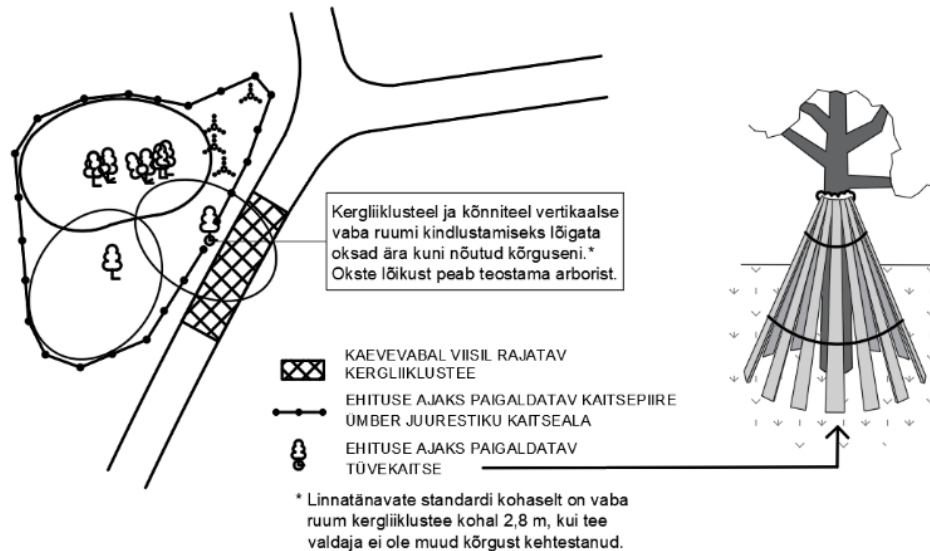 Kergliiklusteel ja kõnniteel vertikaalse
vaba ruumi kindlustamiseks lõigata
oksad ära kuni nõutud kõrguseni.*
Okste lõikust peab teostama arborist.
KAEVEVABAL VIISIL RAJATAV
KERGLIIKLUSTEE
EHITUSE AJAKS PAIGALDATAV KAITSEPIIRE
ÜMBER JUURESTIKU KAITSEALA
EHITUSE AJAKS PAIGALDATAV
TÜVEKAITSE
* Linnatänavate standardi kohaselt on vaba
ruum kergliiklustee kohal 2,8 m, kui tee
valdaja ei ole muud kõrgust kehtestanud.